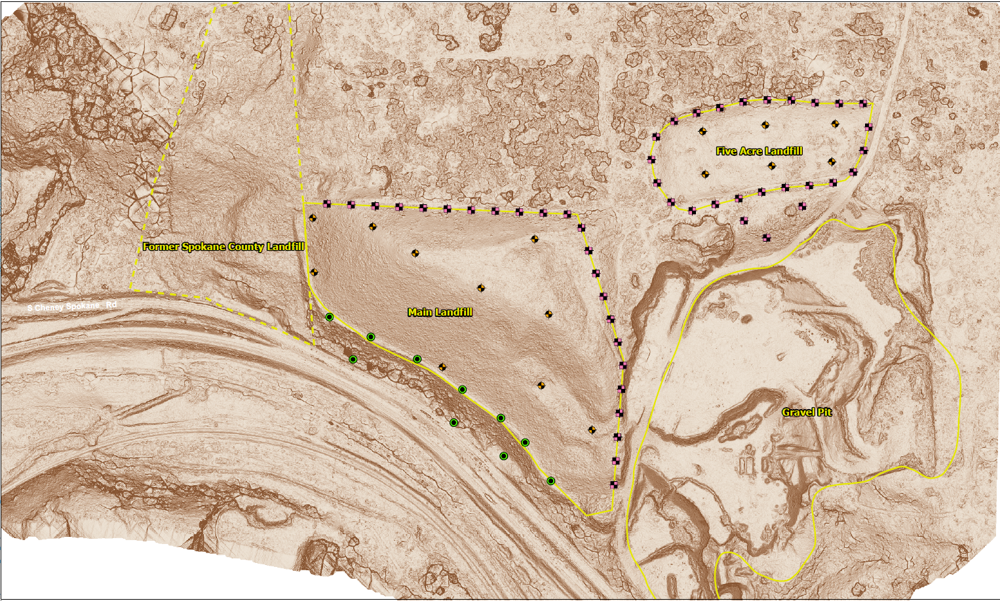 Five Acre Landfill
Former Spokane County Landfill
S Cheney Spokane Rd
Main Landfill
Gravel Pit